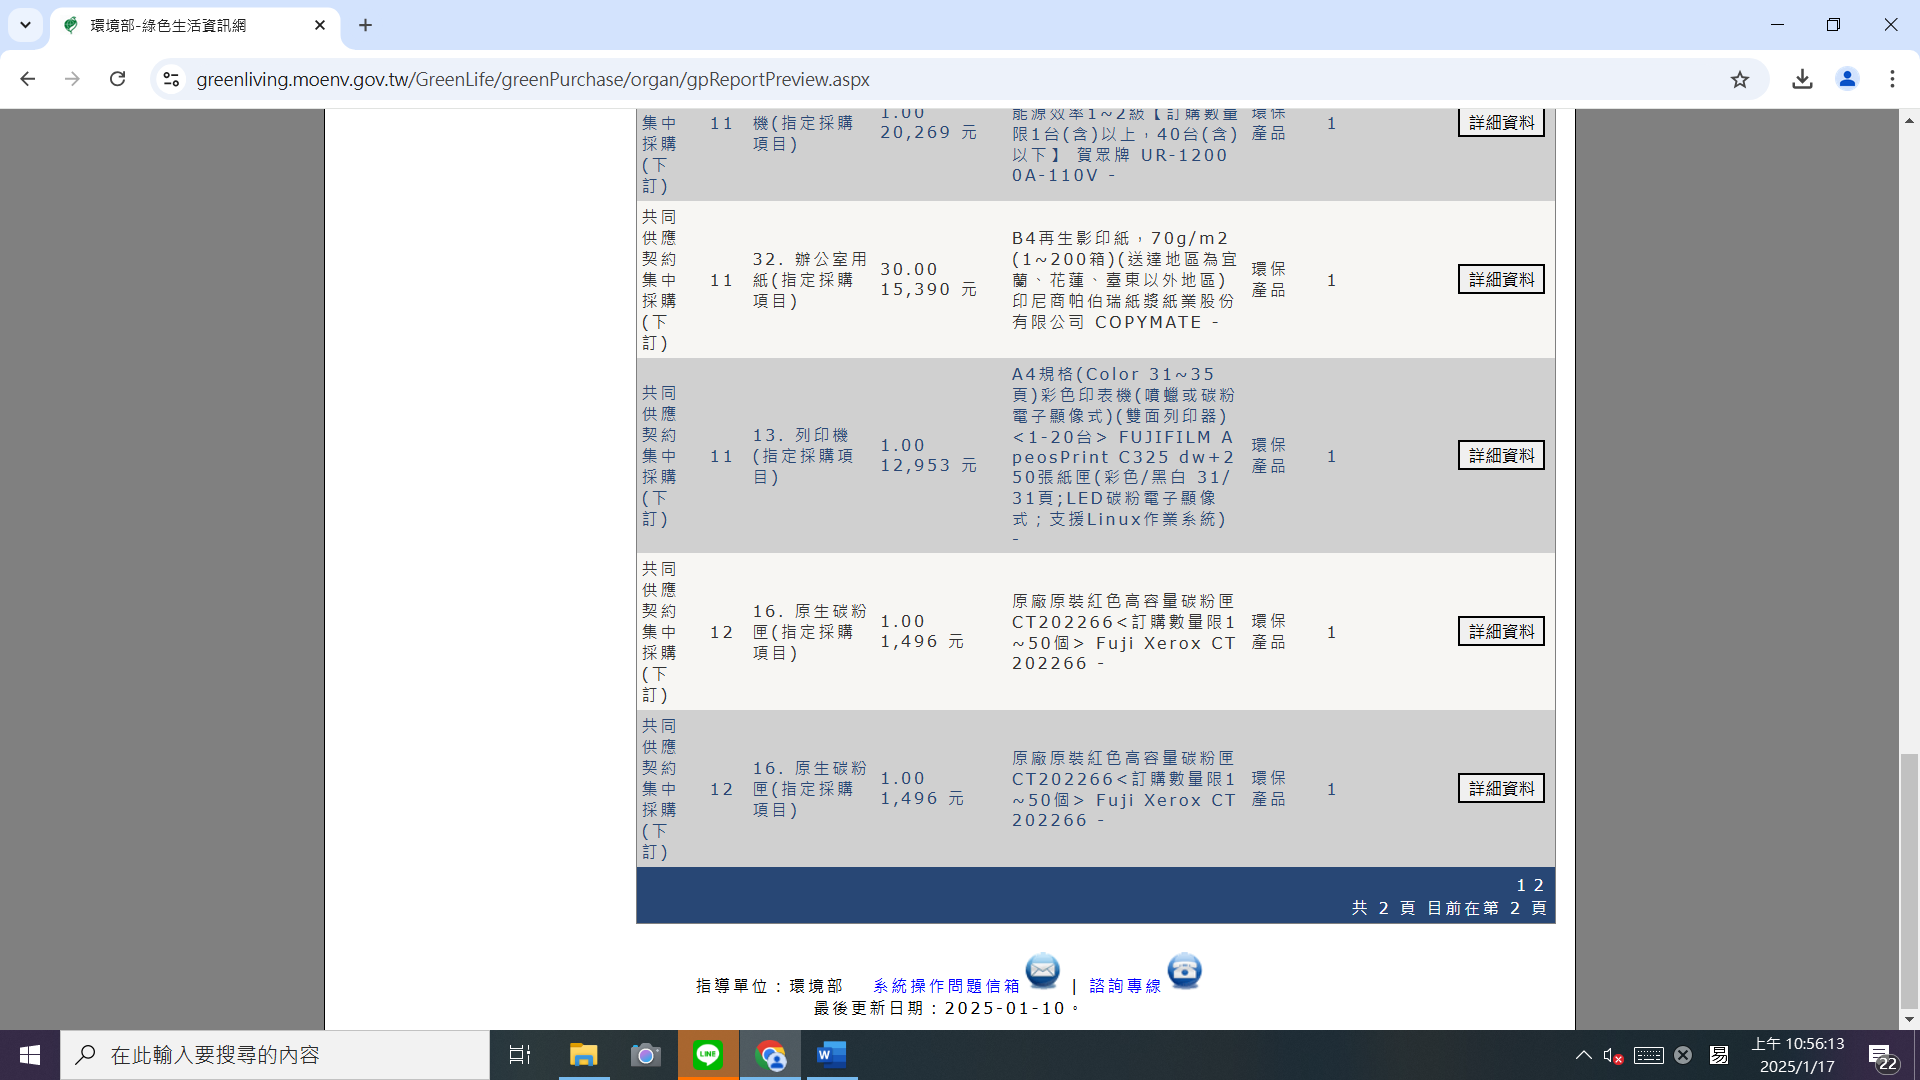 環境部-綠色生活資訊網
greenliving.moenv.gov.tw/GreenLife/greenPurchase/organ/gpReportPreview.aspx
集中
採購
(下
訂)
11
機(指定採購
項目)
1.00
20,269 元
能源效率1~2級【訂購數量
限1台(含)以上，40台(含)
以下】 賀眾牌 UR-1200
0A-110V -
環保
產品
1
詳細資料
共同
供應
契約
集中
採購
(下
訂)
11
32. 辦公室用
紙(指定採購
項目)
30.00
15,390 元
B4再生影印紙，70g/m2
(1~200箱)(送達地區為宜
蘭、花蓮、臺東以外地區)
印尼商帕伯瑞紙漿紙業股份
有限公司 COPYMATE -
環保
產品
1
詳細資料
共同
供應
契約
集中
採購
(下
訂)
11
13. 列印機
(指定採購項
目)
1.00
12,953 元
A4規格(Color 31~35
頁)彩色印表機(噴蠟或碳粉
電子顯像式)(雙面列印器)
<1-20台> FUJIFILM A
peosPrint C325 dw+2
50張紙匣(彩色/黑白 31/
31頁;LED碳粉電子顯像
式；支援Linux作業系統)
-
環保
產品
1
詳細資料
共同
供應
契約
集中
採購
(下
訂)
12
16. 原生碳粉
匣(指定採購
項目)
1.00
1,496 元
原廠原裝紅色高容量碳粉匣
CT202266<訂購數量限1
~50個> Fuji Xerox CT
202266 -
環保
產品
1
詳細資料
共同
供應
契約
集中
採購
(下
訂)
12
16. 原生碳粉
匣(指定採購
項目)
1.00
1,496 元
原廠原裝紅色高容量碳粉匣
CT202266<訂購數量限1
~50個> Fuji Xerox CT
202266 -
環保
產品
1
詳細資料
1 2
共 2 頁 目前在第 2 頁
指導單位：環境部 系統操作問題信箱 | 諮詢專線
最後更新日期：2025-01-10。
在此輸入要搜尋的內容
LINE
W
易
上午 10:56:13
2025/1/17
22